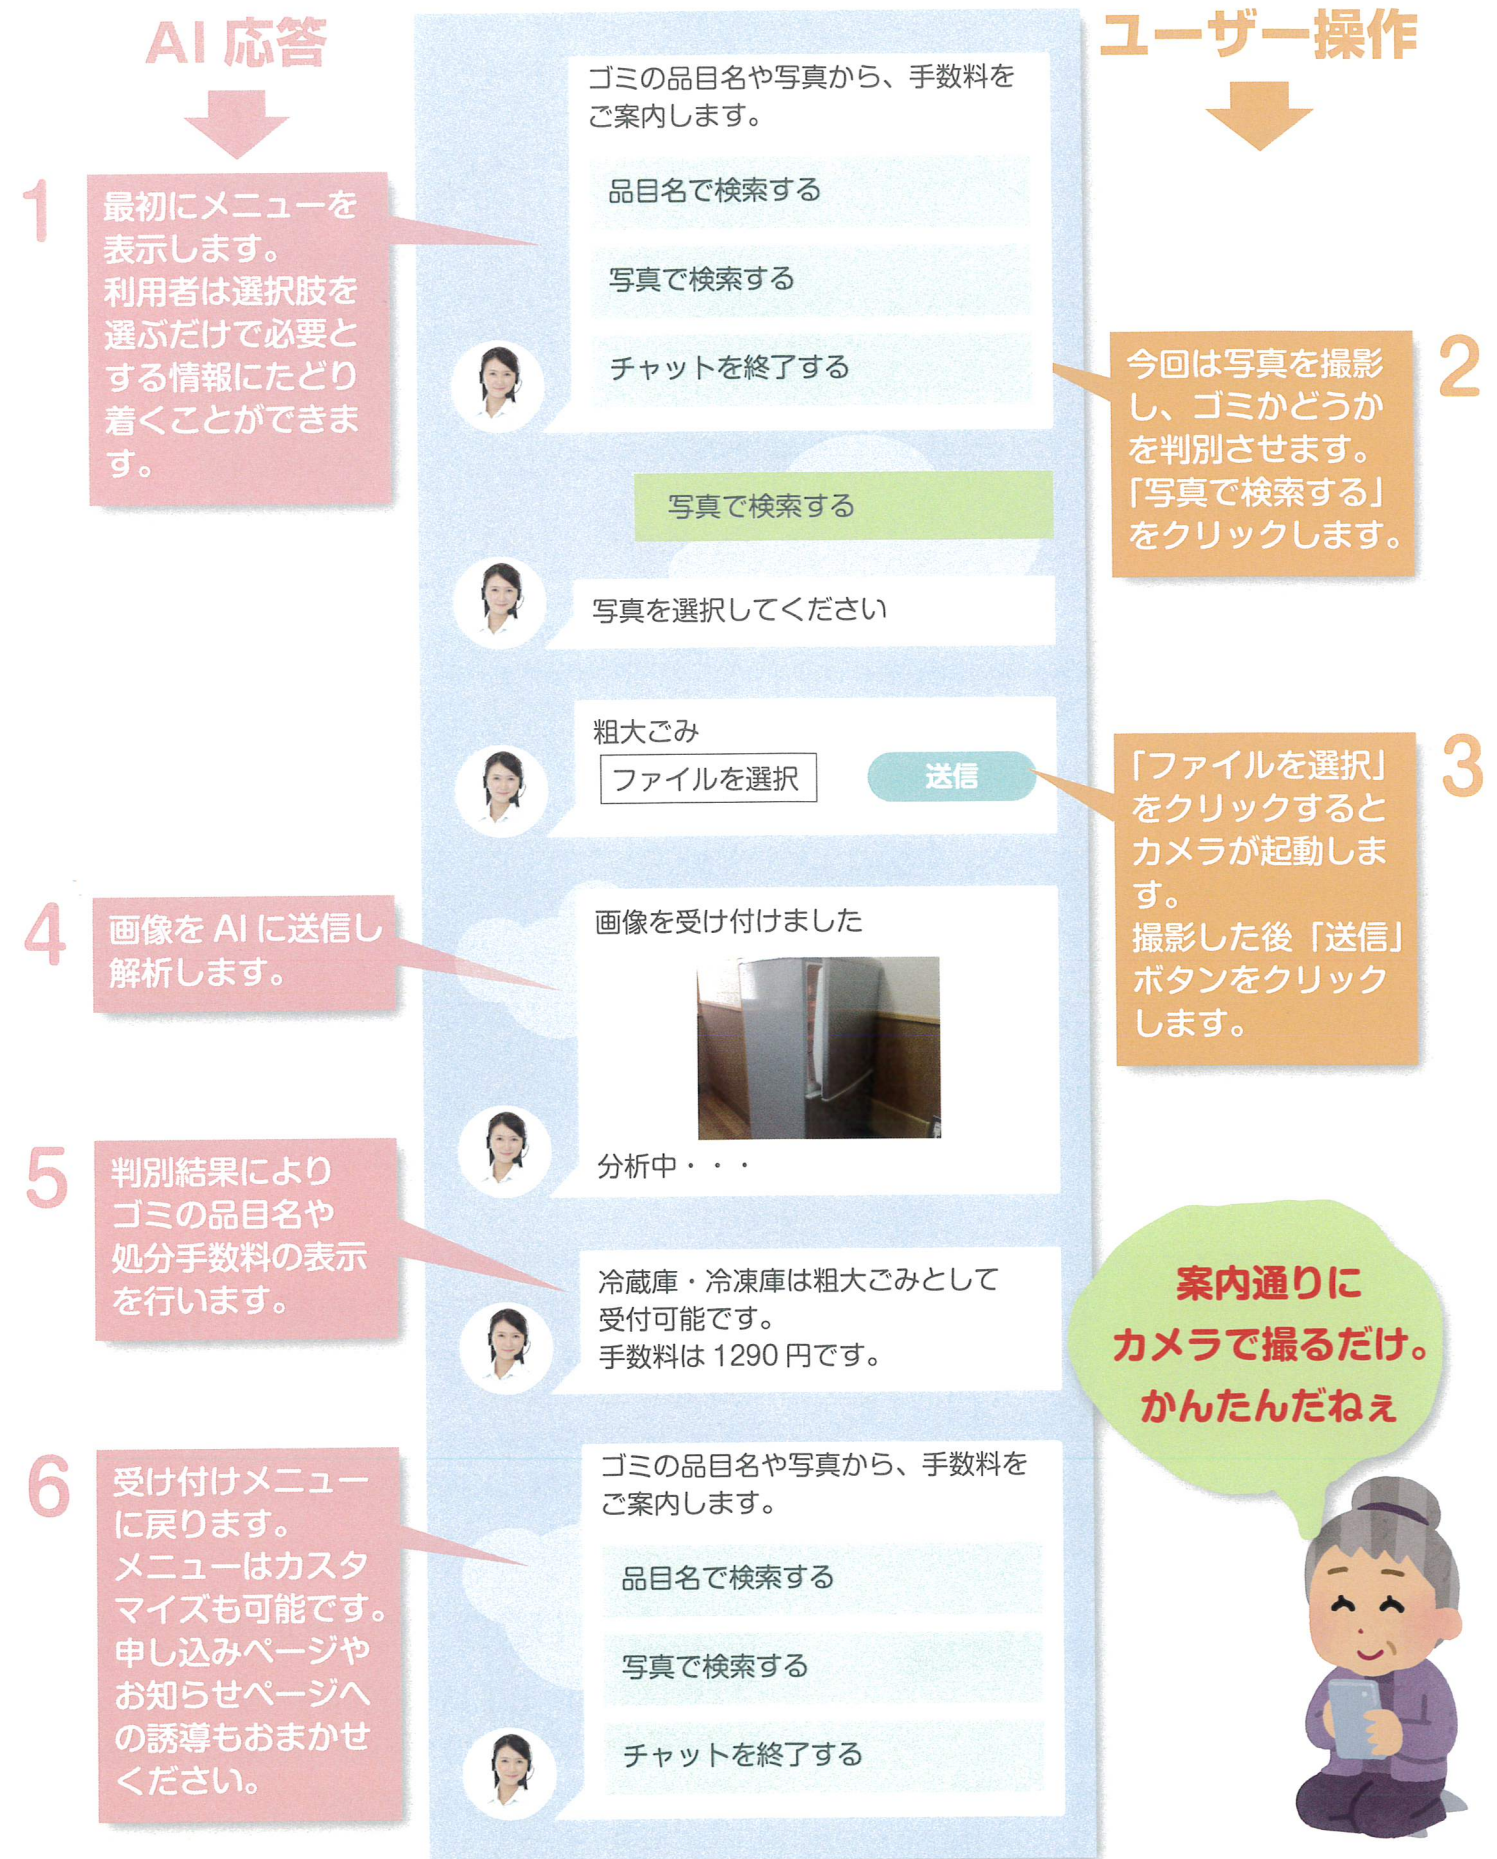 AI 応答
ユーザー操作
ゴミの品目名や写真から、手数料を
ご案内します。
品目名で検索する
写真で検索する
チャットを終了する
1
最初にメニューを
表示します。
利用者は選択肢を
選ぶだけで必要と
する情報にたどり
着くことができま
す。
2
今回は写真を撮影
し、ゴミかどうか
を判別させます。
「写真で検索する」
をクリックします。
写真で検索する
写真を選択してください
粗大ごみ
ファイルを選択
送信
3
「ファイルを選択」
をクリックすると
カメラが起動しま
す。
撮影した後「送信」
ボタンをクリック
します。
4
画像を AI に送信し
解析します。
画像を受け付けました
分析中・・・
5
判別結果により
ゴミの品目名や
処分手数料の表示
を行います。
冷蔵庫・冷凍庫は粗大ごみとして
受付可能です。
手数料は 1290 円です。
案内通りに
カメラで撮るだけ。
かんたんだねぇ
6
受け付けメニュー
に戻ります。
メニューはカスタ
マイズも可能です。
申し込みページや
お知らせページへ
の誘導もおまかせ
ください。
ゴミの品目名や写真から、手数料を
ご案内します。
品目名で検索する
写真で検索する
チャットを終了する